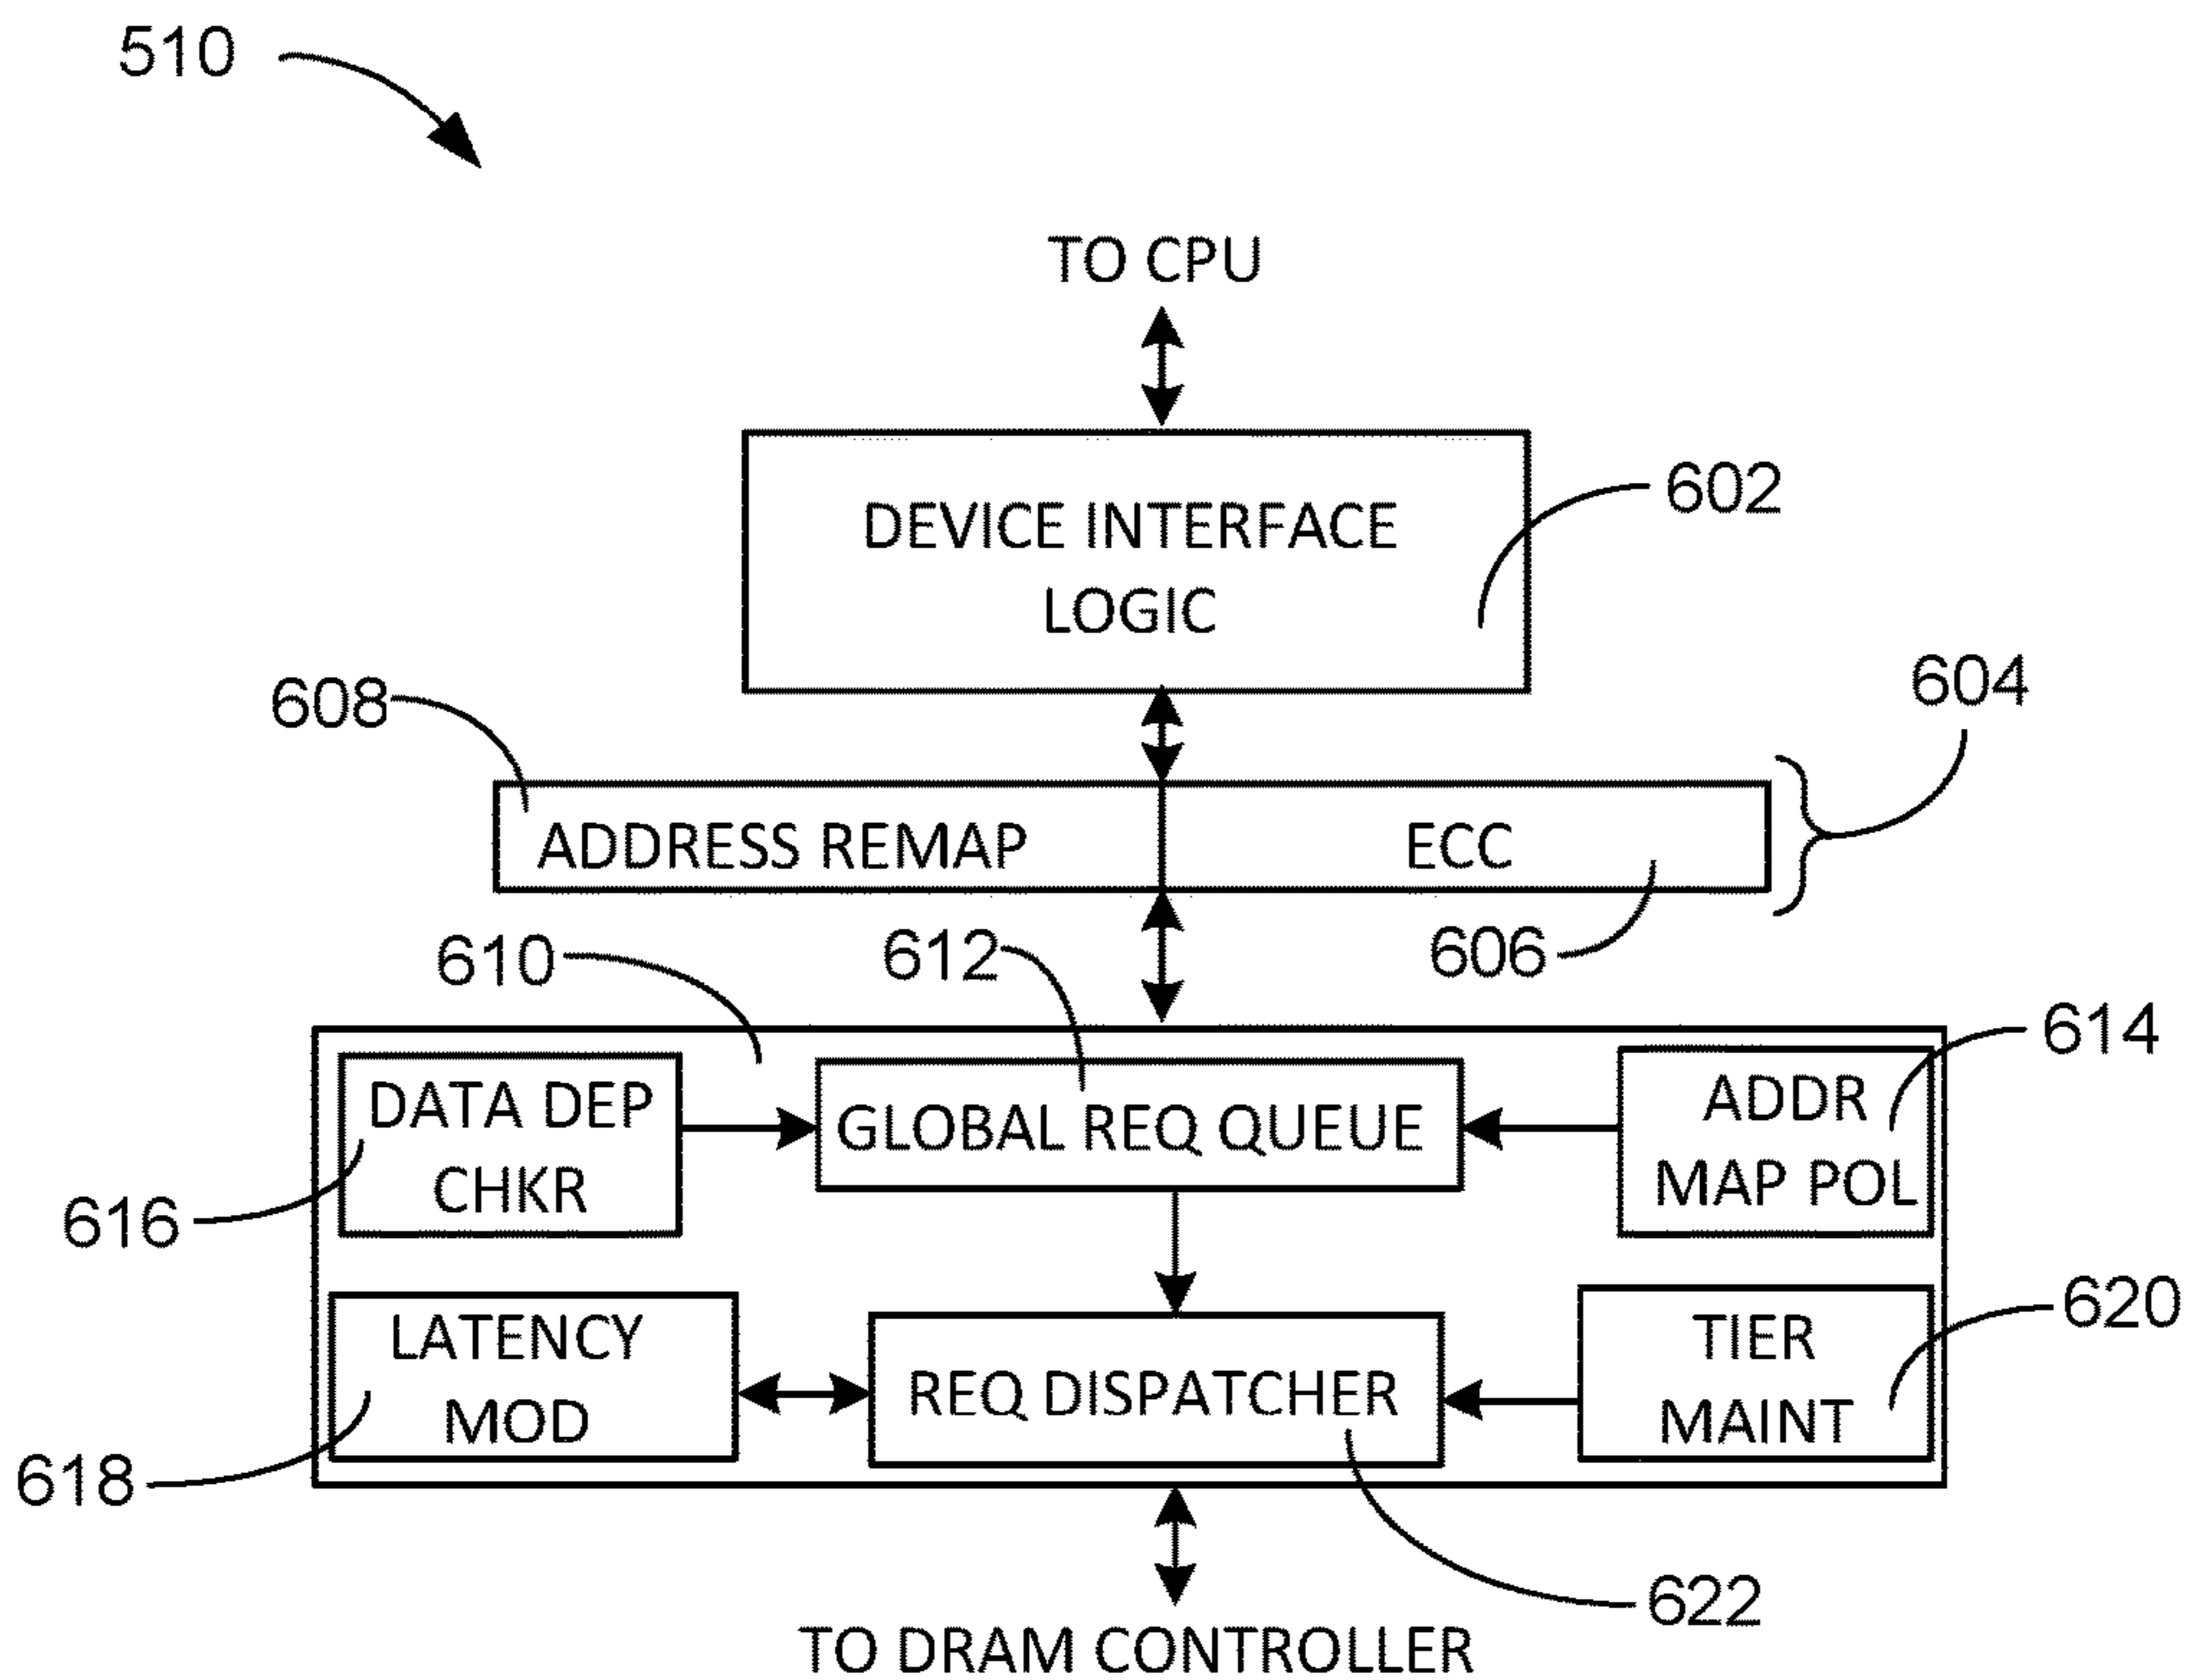 510
TO CPU
DEVICE INTERFACE
LOGIC
602
608
604
ADDRESS REMAP
ECC
610
612
606
614
DATA DEP
CHKR
GLOBAL REQ QUEUE
ADDR
MAP POL
616
LATENCY
MOD
REQ DISPATCHER
TIER
MAINT
620
618
622
TO DRAM CONTROLLER